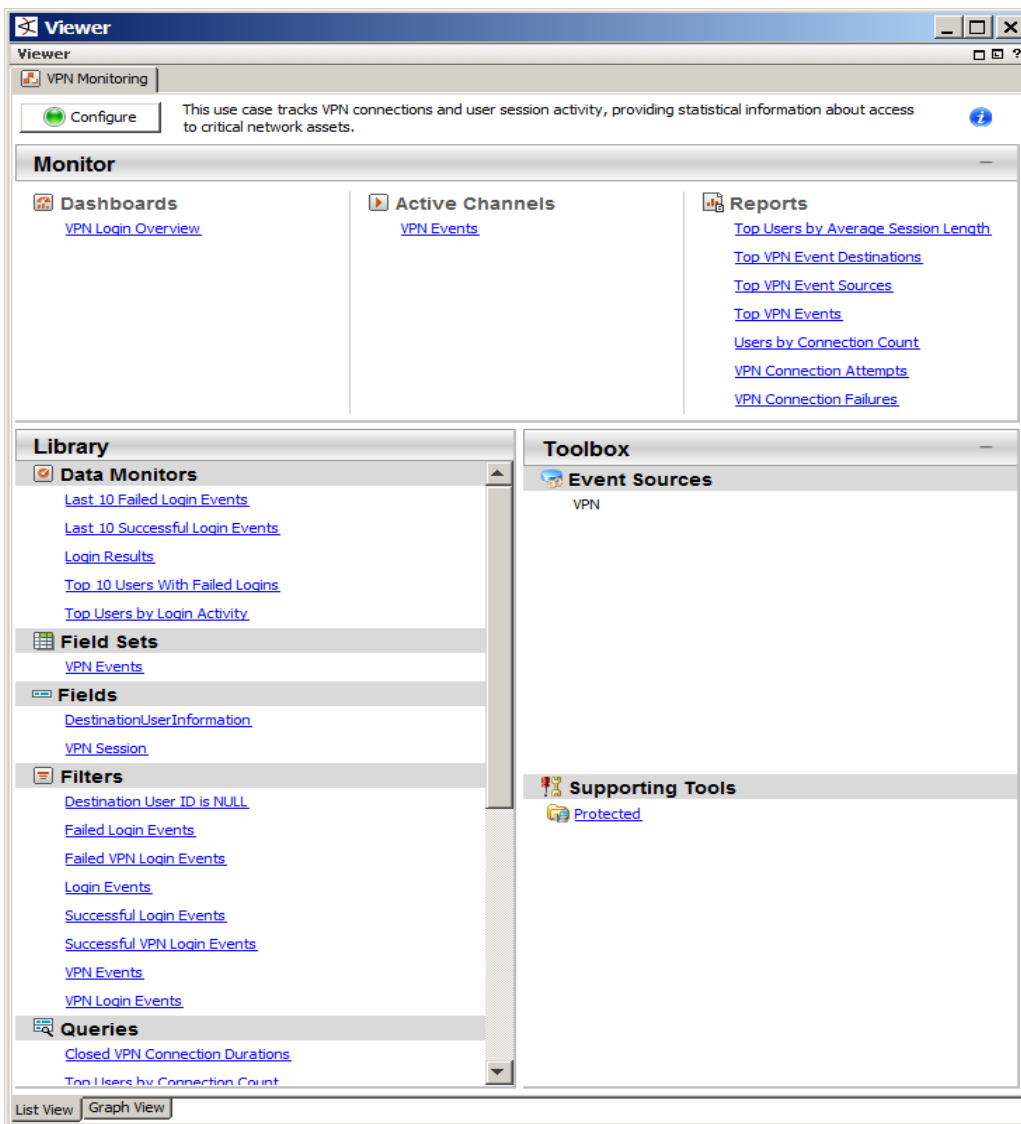 Viewer
Viewer
VPN Monitoring
Configure
This use case tracks VPN connections and user session activity, providing statistical information about access
to critical network assets.
Monitor
Dashboards
VPN Login Overview
Active Channels
VPN Events
Reports
Top Users by Average Session Length
Top VPN Event Destinations
Top VPN Event Sources
Top VPN Events
Users by Connection Count
VPN Connection Attempts
VPN Connection Failures
Library
Data Monitors
Last 10 Failed Login Events
Last 10 Successful Login Events
Login Results
Top 10 Users With Failed Logins
Top Users by Login Activity
Field Sets
VPN Events
Fields
DestinationUserInformation
VPN Session
Filters
Destination User ID is NULL
Failed Login Events
Failed VPN Login Events
Login Events
Successful Login Events
Successful VPN Login Events
VPN Events
VPN Login Events
Queries
Closed VPN Connection Durations
Top Users by Connection Count
Toolbox
Event Sources
VPN
Supporting Tools
Protected
List View
Graph View